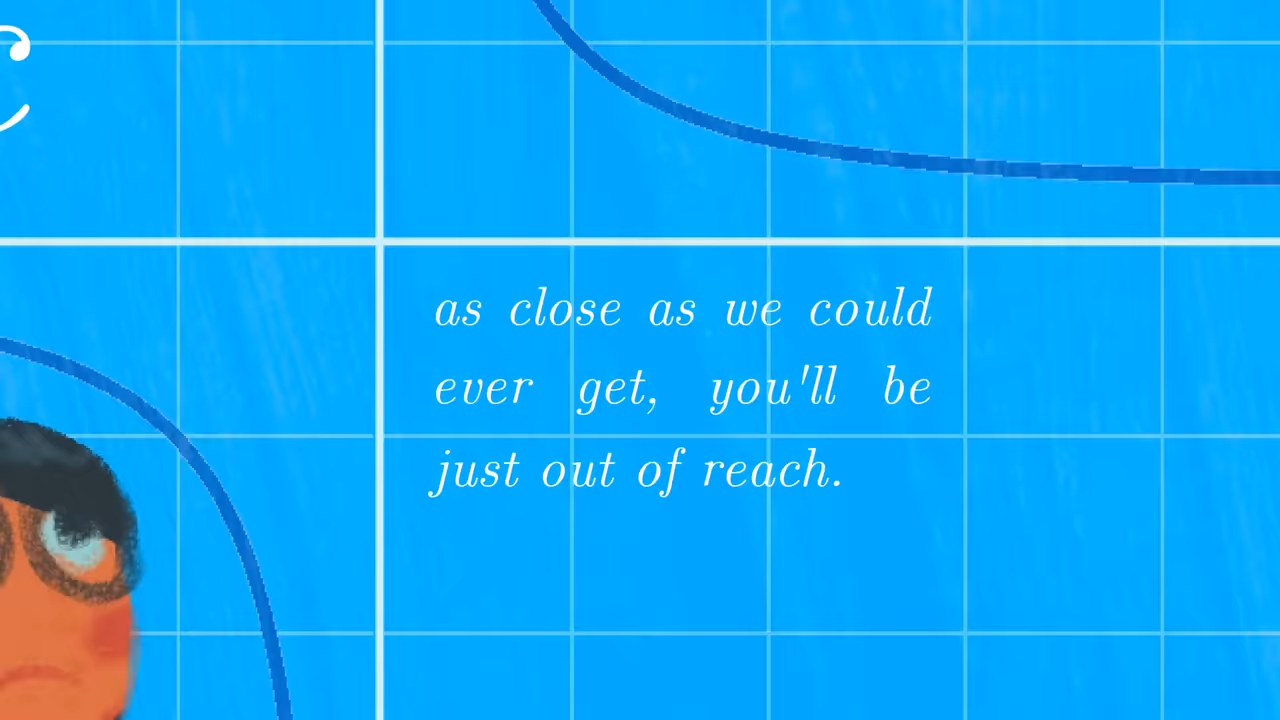 as close as we could
ever get, you'll be
just out of reach.